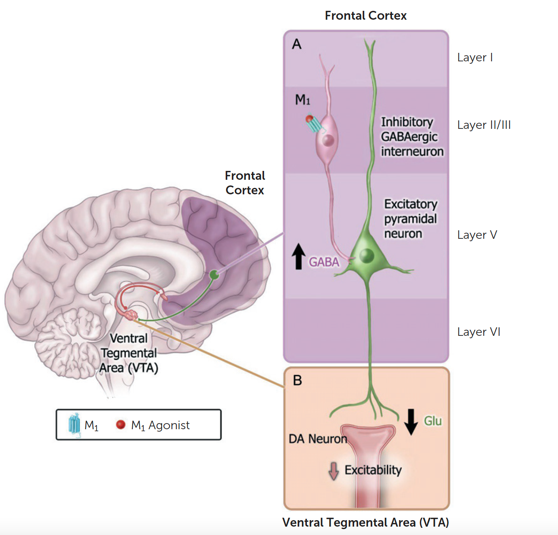 Frontal Cortex
A
Layer I
M1
Layer II/III
Inhibitory
GABAergic
interneuron
Frontal
Cortex
Excitatory
pyramidal
neuron
Layer V
GABA
Layer VI
Ventral
Tegmental
Area (VTA)
B
Glu
DA Neuron
Excitability
M1
M1 Agonist
Ventral Tegmental Area (VTA)